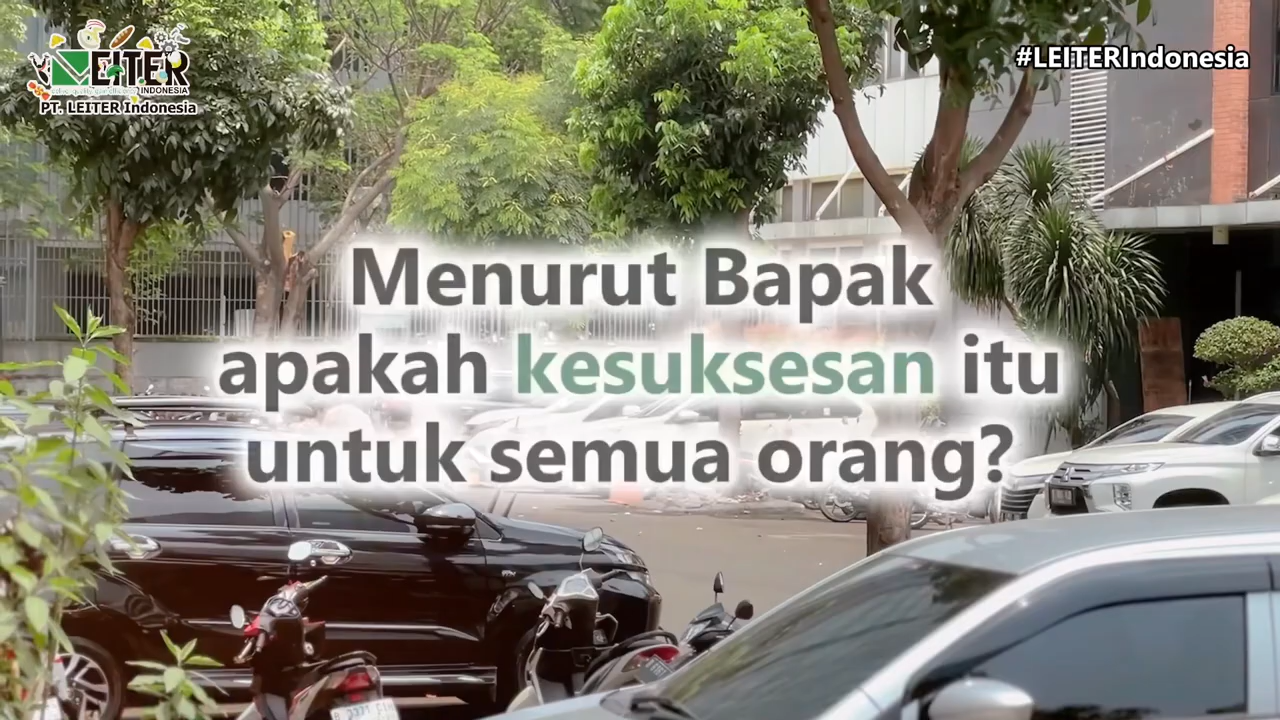 LEITER
INDONESIA
PT. LEITER Indonesia
#LEITERIndonesia
Menurut Bapak
apakah kesuksesan itu
untuk semua orang?